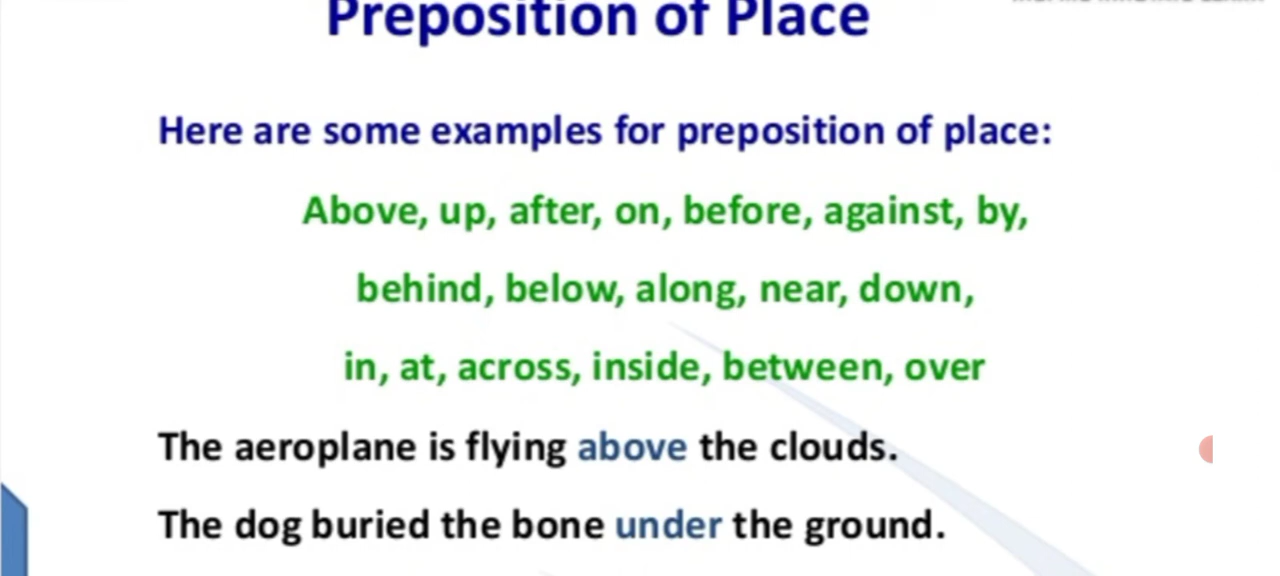 Preposition of Place
Here are some examples for preposition of place:
Above, up, after, on, before, against, by,
behind, below, along, near, down,
in, at, across, inside, between, over
The aeroplane is flying above the clouds.
The dog buried the bone under the ground.